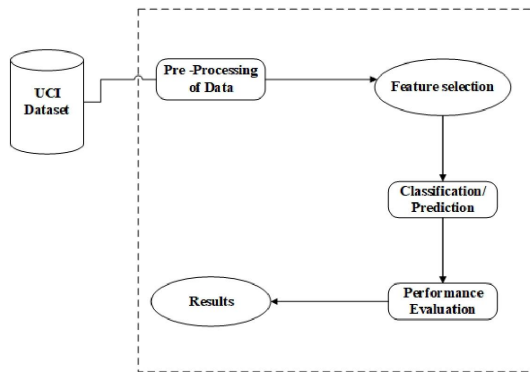 UCI
Dataset
Pre -Processing
of Data
Feature selection
Classification/
Prediction
Performance
Evaluation
Results